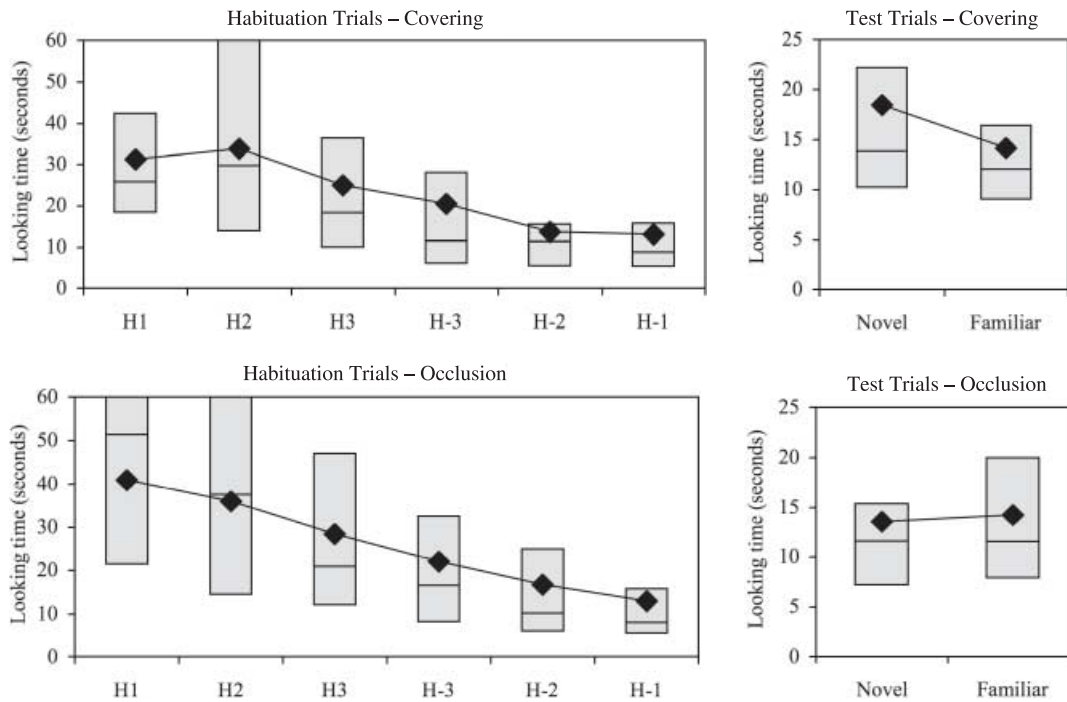 Habituation Trials – Covering
Looking time (seconds)
60
50
40
30
20
10
0
H1 H2 H3 H-3 H-2 H-1
Test Trials – Covering
Looking time (seconds)
25
20
15
10
5
0
Novel Familiar
Habituation Trials – Occlusion
Looking time (seconds)
60
50
40
30
20
10
0
H1 H2 H3 H-3 H-2 H-1
Test Trials – Occlusion
Looking time (seconds)
25
20
15
10
5
0
Novel Familiar